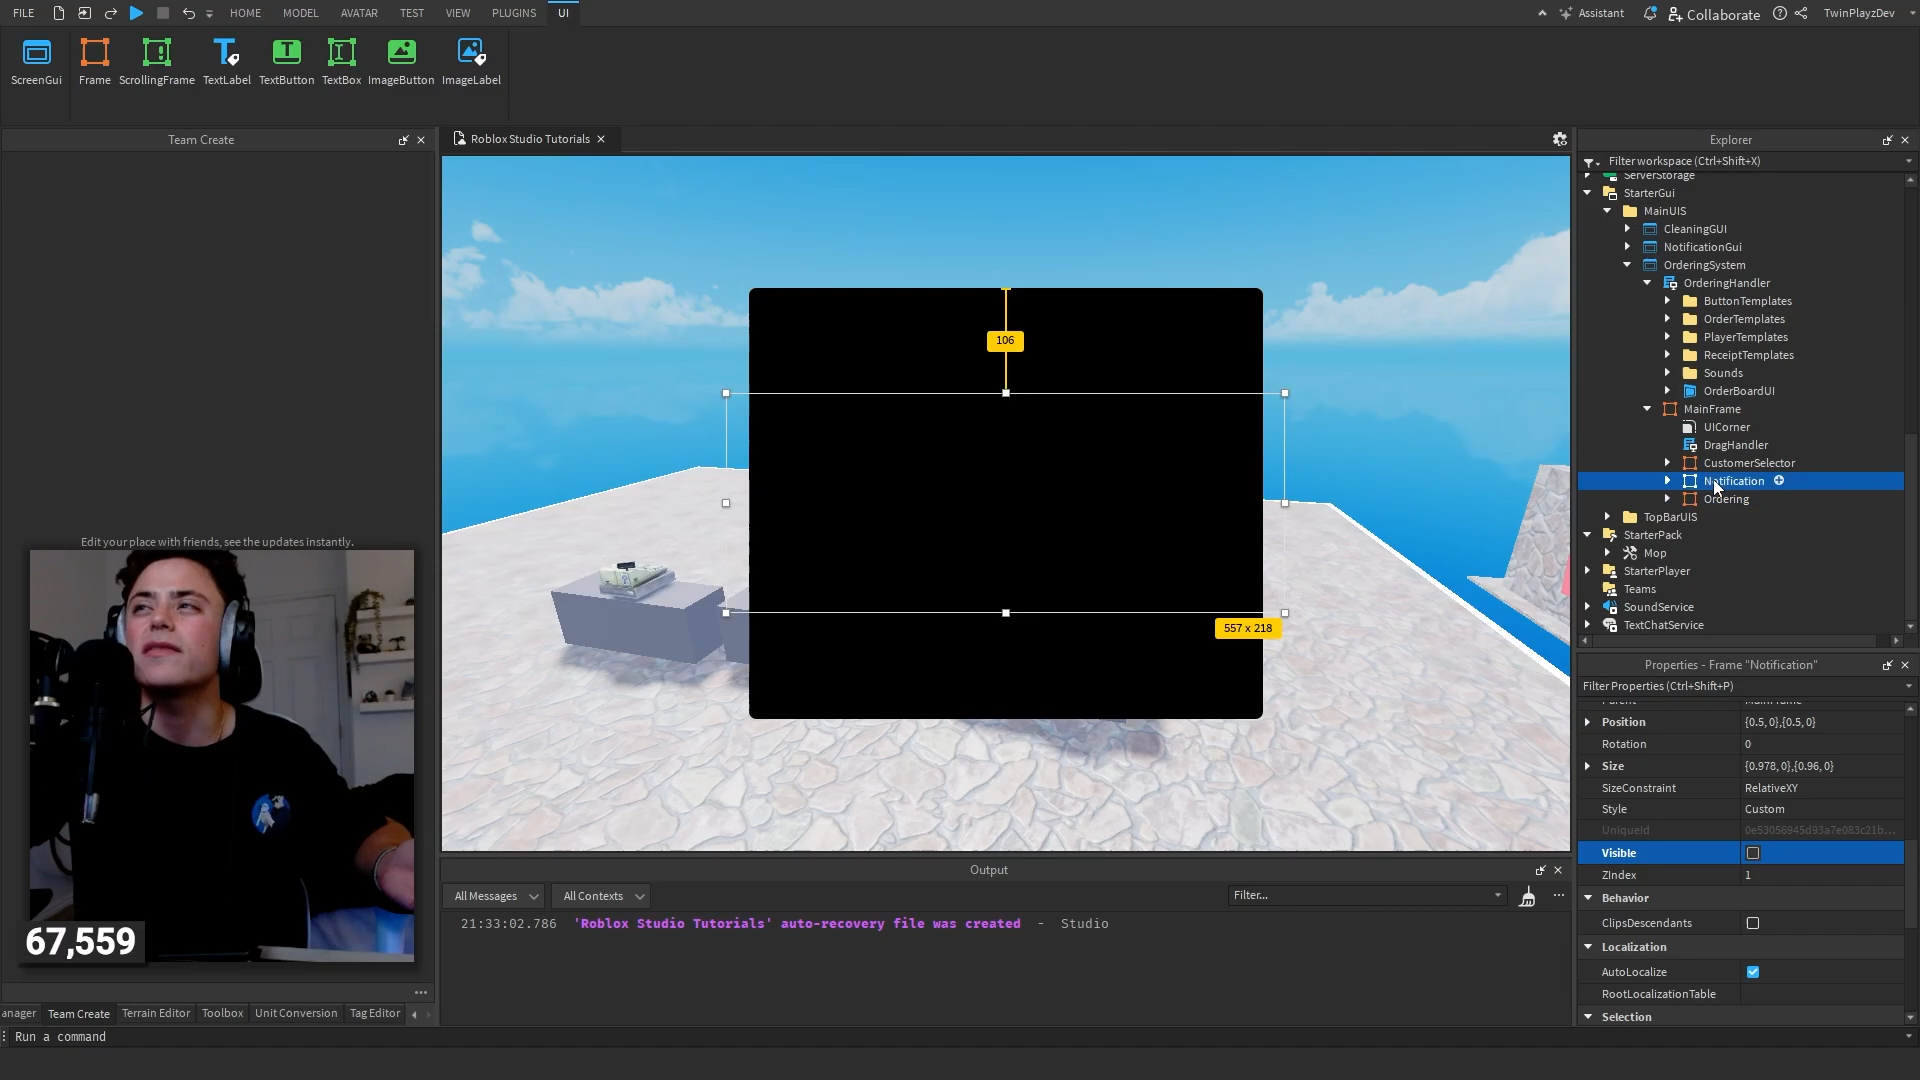 FILE
HOME
MODEL
AVATAR
TEST
VIEW
PLUGINS
UI
Assistant
Collaborate
TwinPlayzDev
ScreenGui
Frame
ScrollingFrame
TextLabel
TextButton
TextBox
ImageButton
ImageLabel
Team Create
Roblox Studio Tutorials
Explorer
Filter workspace (Ctrl+Shift+X)
ServerStorage
StarterGui
MainUIS
CleaningGUI
NotificationGui
OrderingSystem
OrderingHandler
ButtonTemplates
OrderTemplates
PlayerTemplates
ReceiptTemplates
Sounds
OrderBoardUI
MainFrame
UICorner
DragHandler
CustomerSelector
Notification
Ordering
TopBarUIS
StarterPack
Mop
StarterPlayer
Teams
SoundService
TextChatService
106
557 x 218
Edit your place with friends, see the updates instantly.
67,559
Properties - Frame "Notification"
Filter Properties (Ctrl+Shift+P)
Position {0.5, 0},{0.5, 0}
Rotation 0
Size {0.978, 0},{0.96, 0}
SizeConstraint RelativeXY
Style Custom
UniqueId 0e53056945d93a7e083c21b...
Visible
ZIndex 1
Behavior
ClipsDescendants
Localization
AutoLocalize
RootLocalizationTable
Selection
Output
All Messages
All Contexts
Filter...
21:33:02.786 'Roblox Studio Tutorials' auto-recovery file was created - Studio
anager
Team Create
Terrain Editor
Toolbox
Unit Conversion
Tag Editor
Run a command